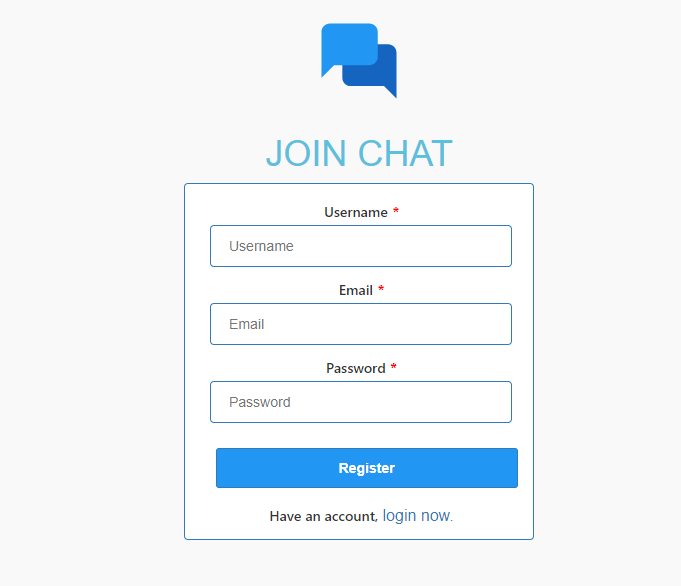 JOIN CHAT
Username *
Username
Email *
Email
Password *
Password
Register
Have an account, login now.